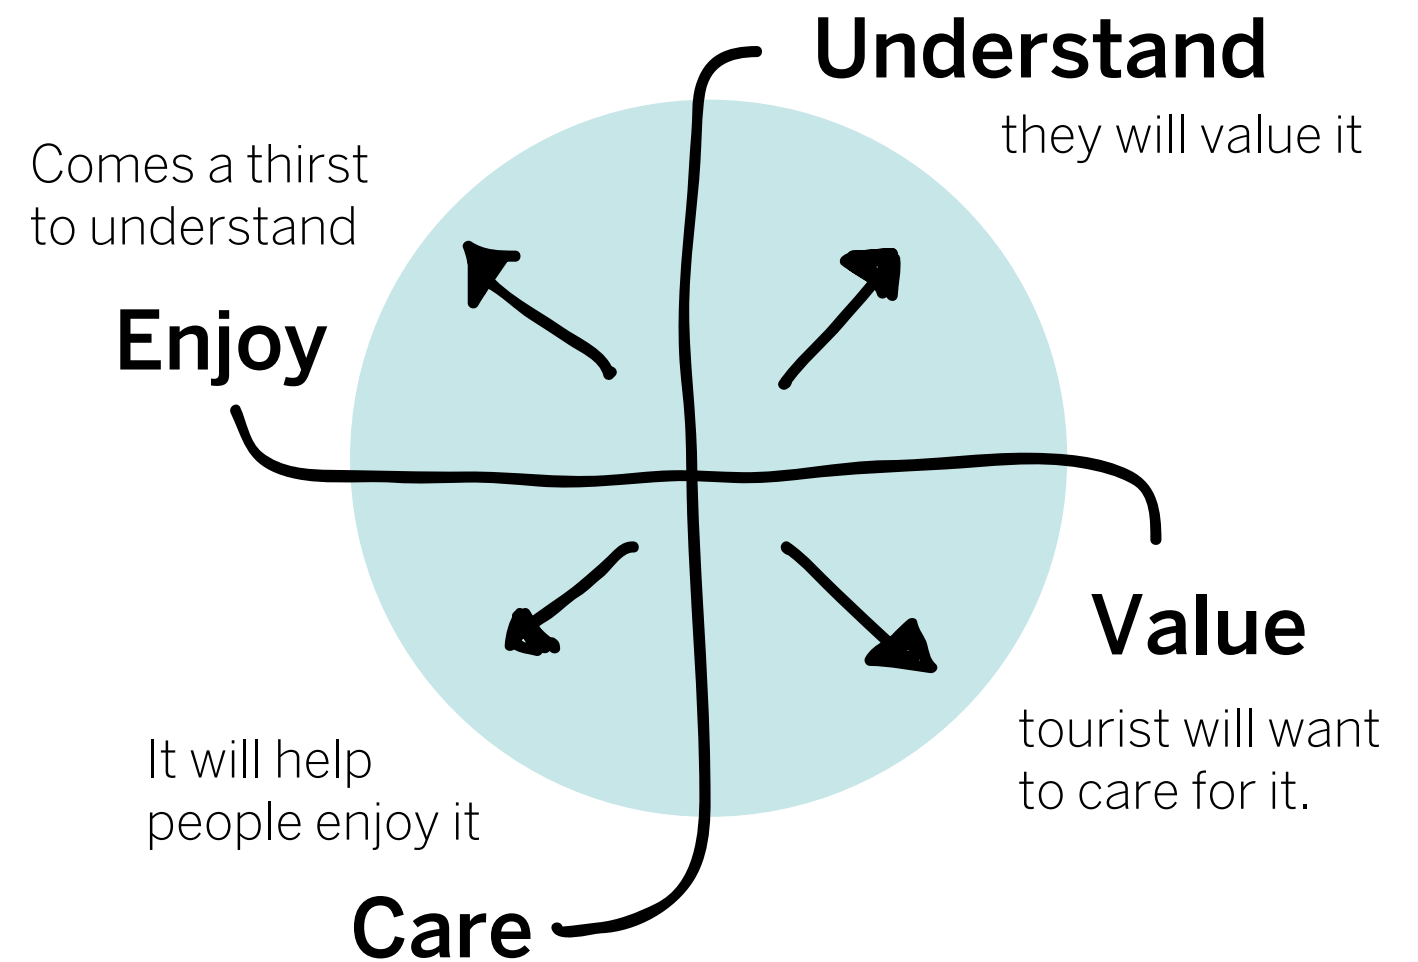 Understand
they will value it
Value
tourist will want
to care for it.
Care
It will help
people enjoy it
Enjoy
Comes a thirst
to understand